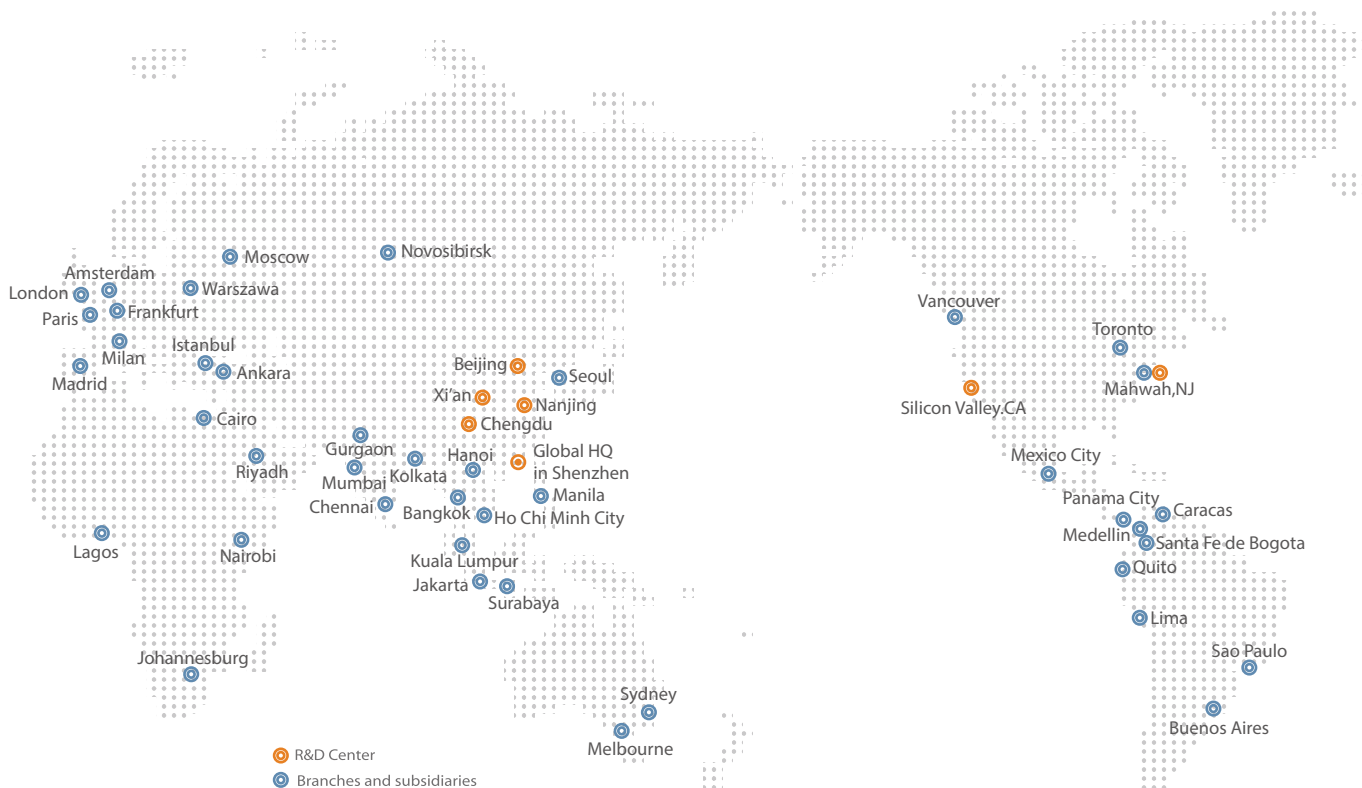 Moscow
Novosibirsk
Amsterdam
London
Warszawa
Paris
Frankfurt
Vancouver
Toronto
Istanbul
Milan
Madrid
Ankara
Beijing
Seoul
Xi'an
Nanjing
Mahwah,NJ
Silicon Valley.CA
Cairo
Chengdu
Gurgaon
Hanoi
Global HQ
in Shenzhen
Riyadh
Mumbai
Kolkata
Mexico City
Chennai
Bangkok
Manila
Ho Chi Minh City
Panama City
Caracas
Medellin
Santa Fe de Bogota
Lagos
Nairobi
Kuala Lumpur
Quito
Jakarta
Surabaya
Lima
Johannesburg
Sao Paulo
Sydney
Melbourne
Buenos Aires
R&D Center
Branches and subsidiaries